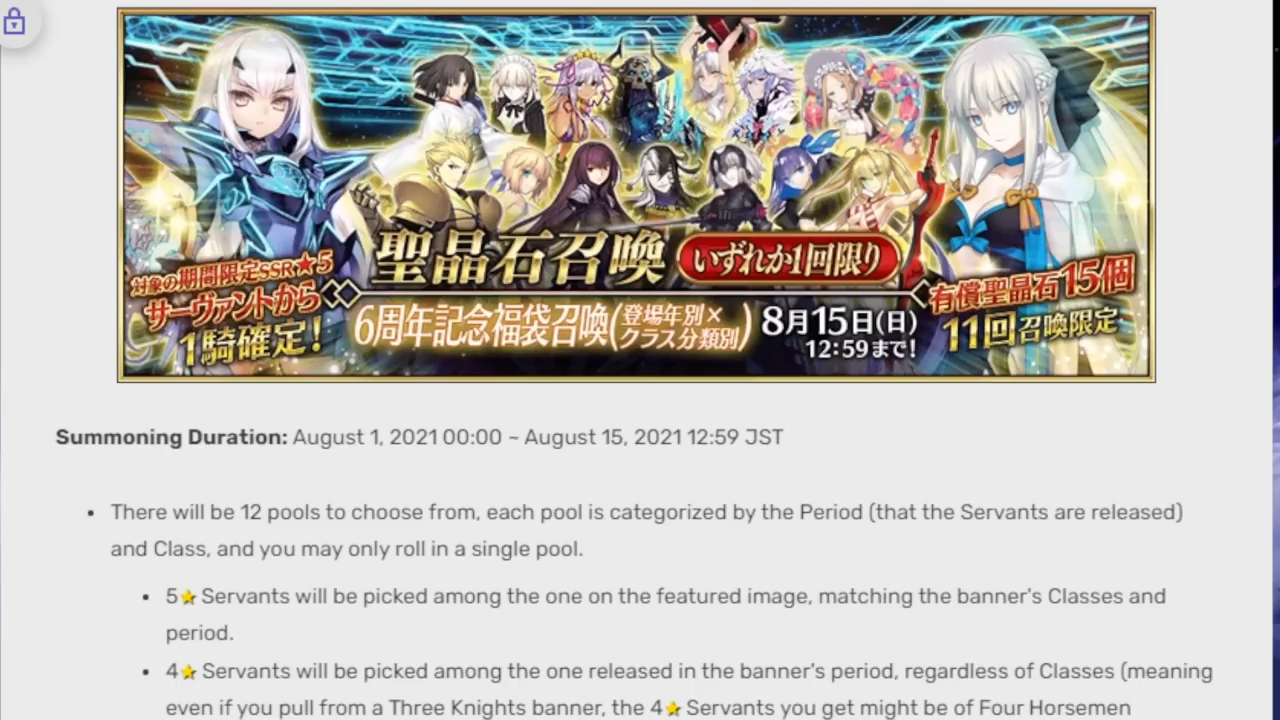 対象の期間限定SSR★5
サーヴァントから
1騎確定!
聖晶石召喚
いずれか1回限り
6周年記念福袋召喚(登場年別×
クラス分類別)
8月15日(日)
12:59まで!
有償聖晶石15個
11回召喚限定
Summoning Duration: August 1, 2021 00:00 ~ August 15, 2021 12:59 JST
• There will be 12 pools to choose from, each pool is categorized by the Period (that the Servants are released)
and Class, and you may only roll in a single pool.
• 5★ Servants will be picked among the one on the featured image, matching the banner's Classes and
period.
• 4★ Servants will be picked among the one released in the banner's period, regardless of Classes (meaning
even if you pull from a Three Knights banner, the 4★ Servants you get might be of Four Horsemen